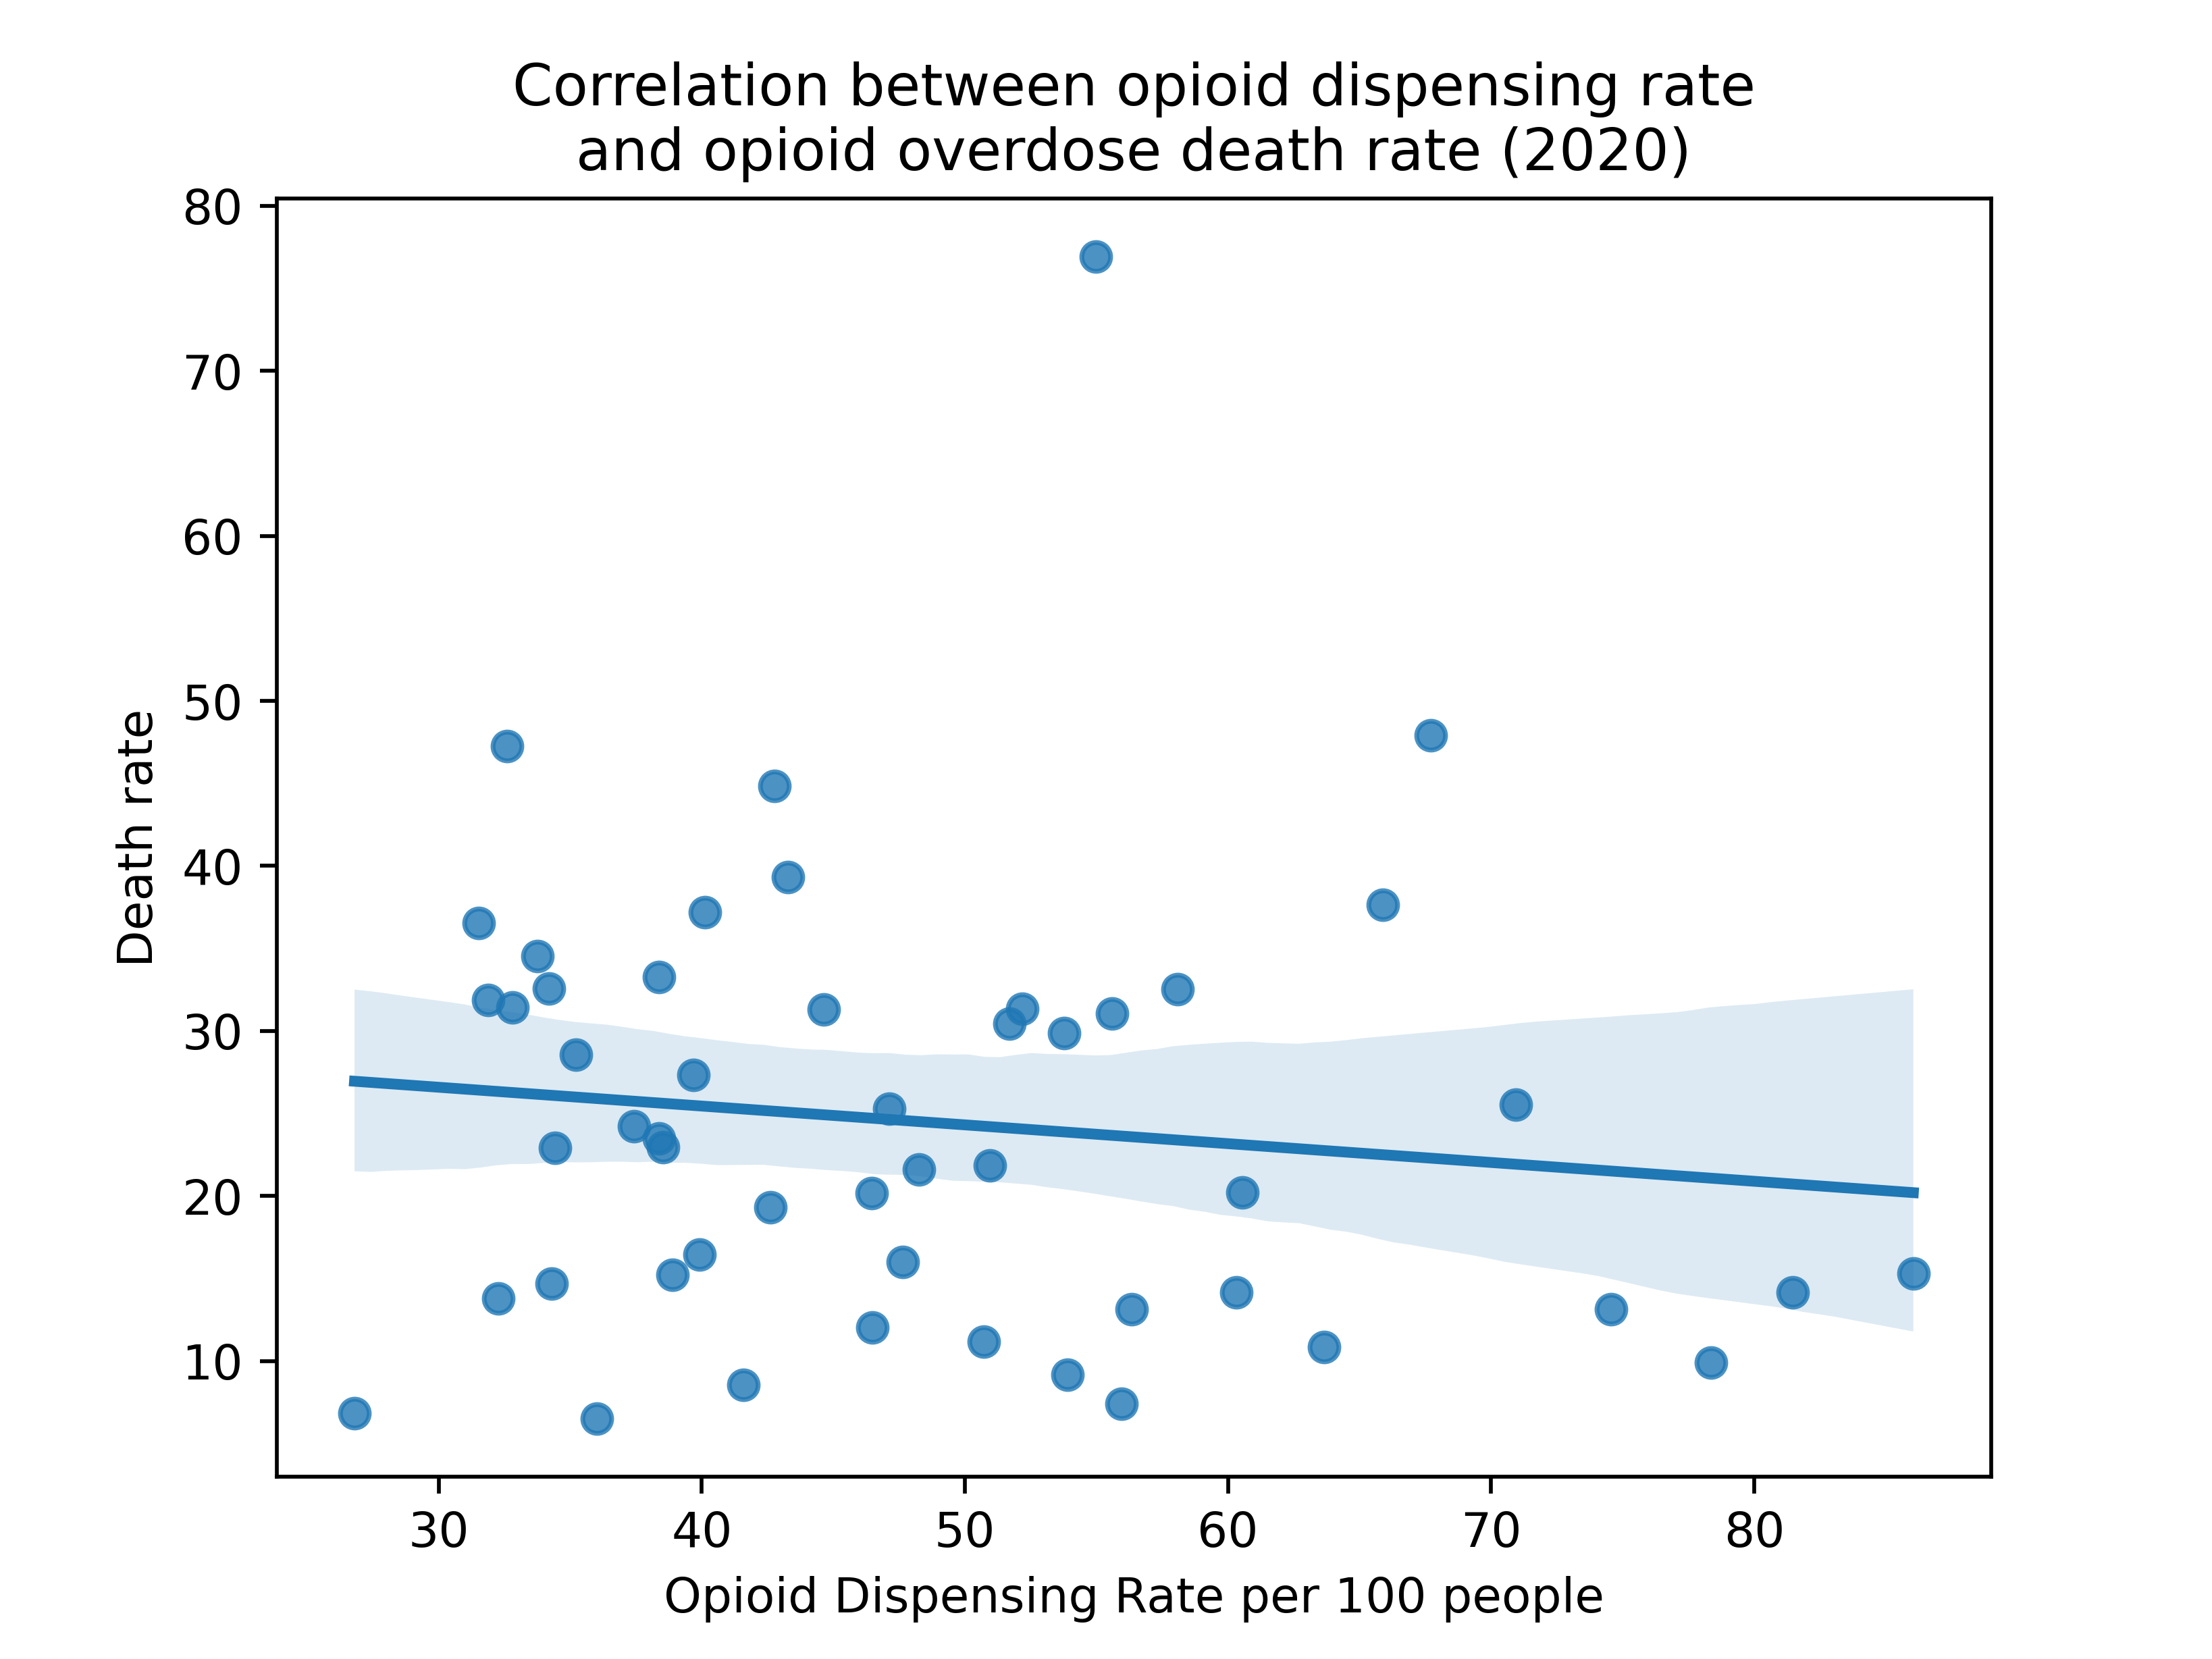 Correlation between opioid dispensing rate
and opioid overdose death rate (2020)
80
70
60
50
40
30
20
10
Death rate
30 40 50 60 70 80
Opioid Dispensing Rate per 100 people